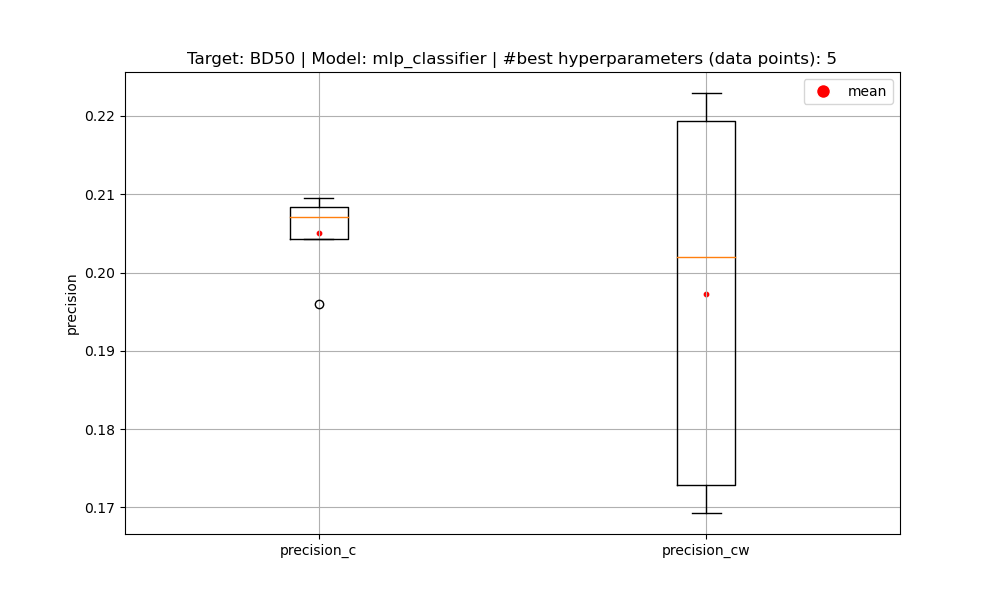 Target: BD50 | Model: mlp_classifier | #best hyperparameters (data points): 5
mean
0.22
0.21
0.20
0.19
0.18
0.17
precision
precision_c
precision_cw